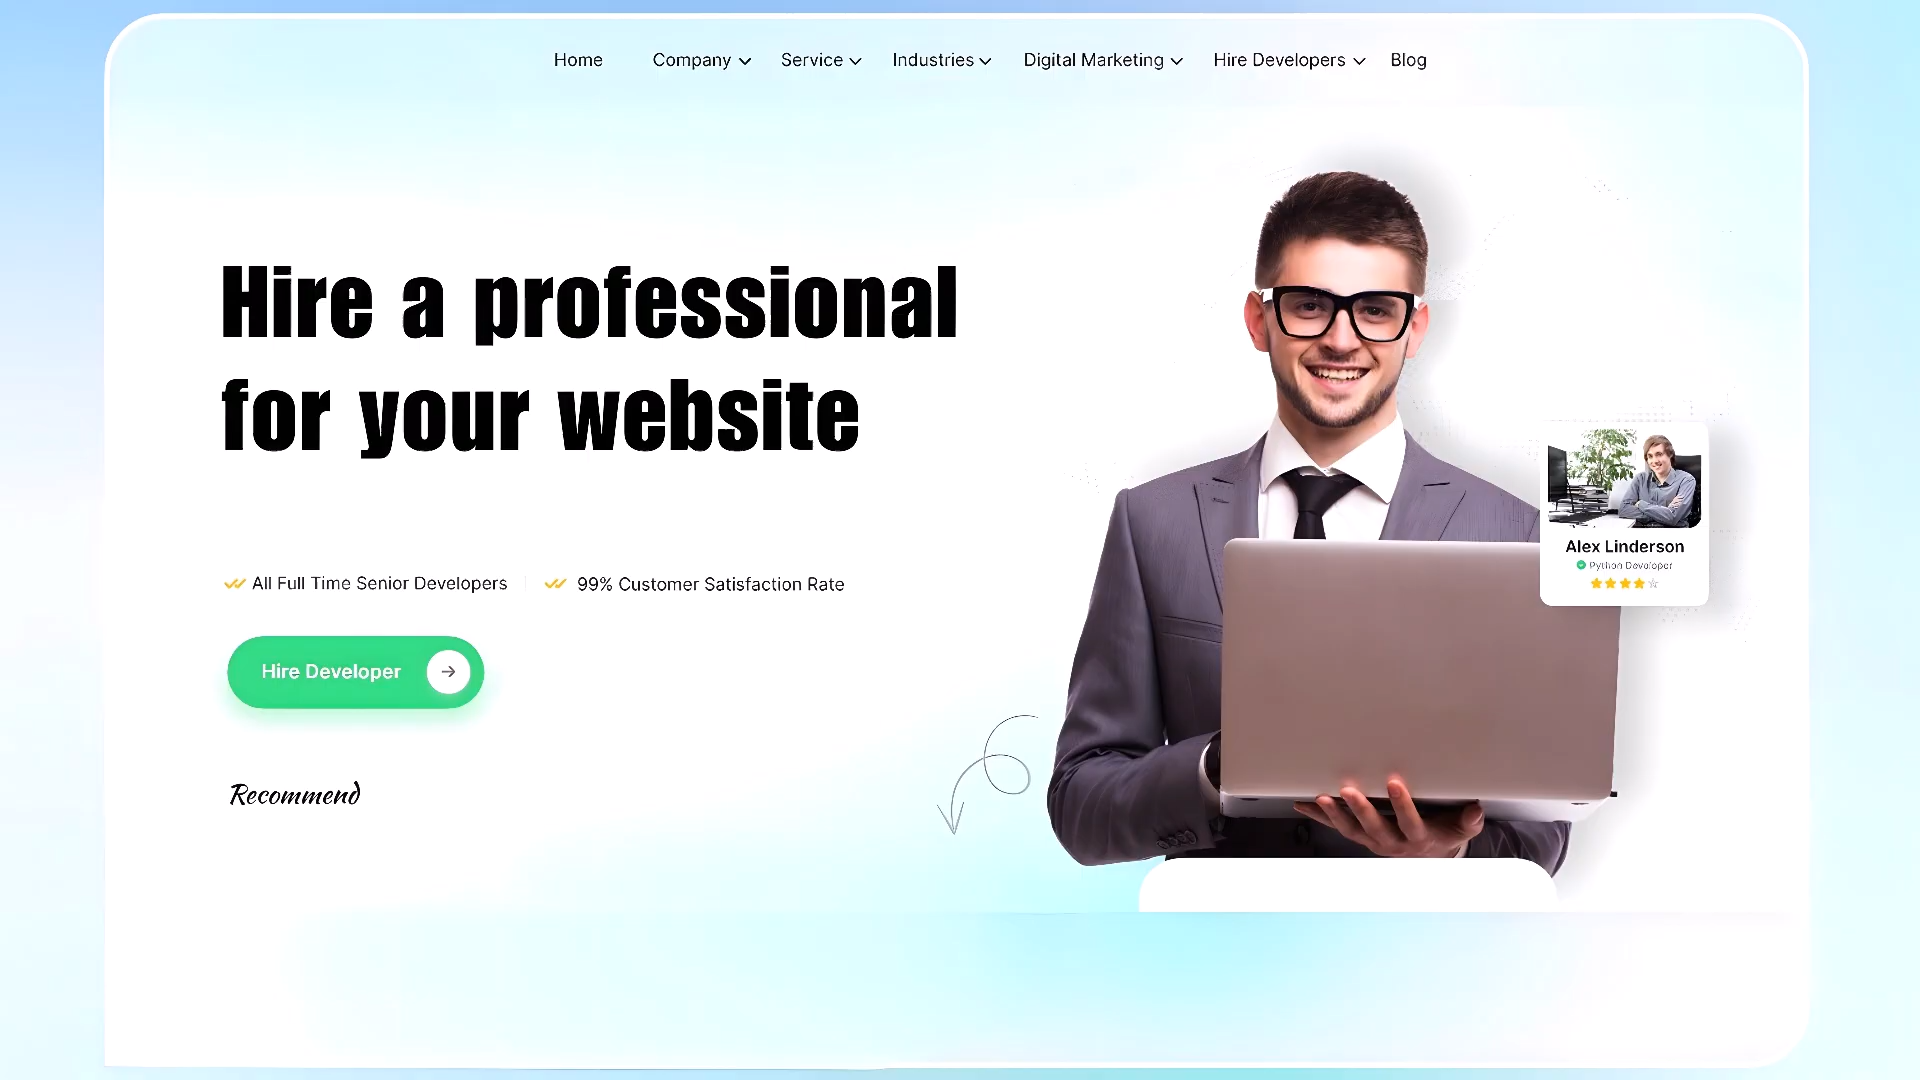 Home Company Service Industries Digital Marketing Hire Developers Blog
Hire a professional
for your website
All Full Time Senior Developers 99% Customer Satisfaction Rate
Hire Developer
Recommend
Alex Linderson
Python Developer